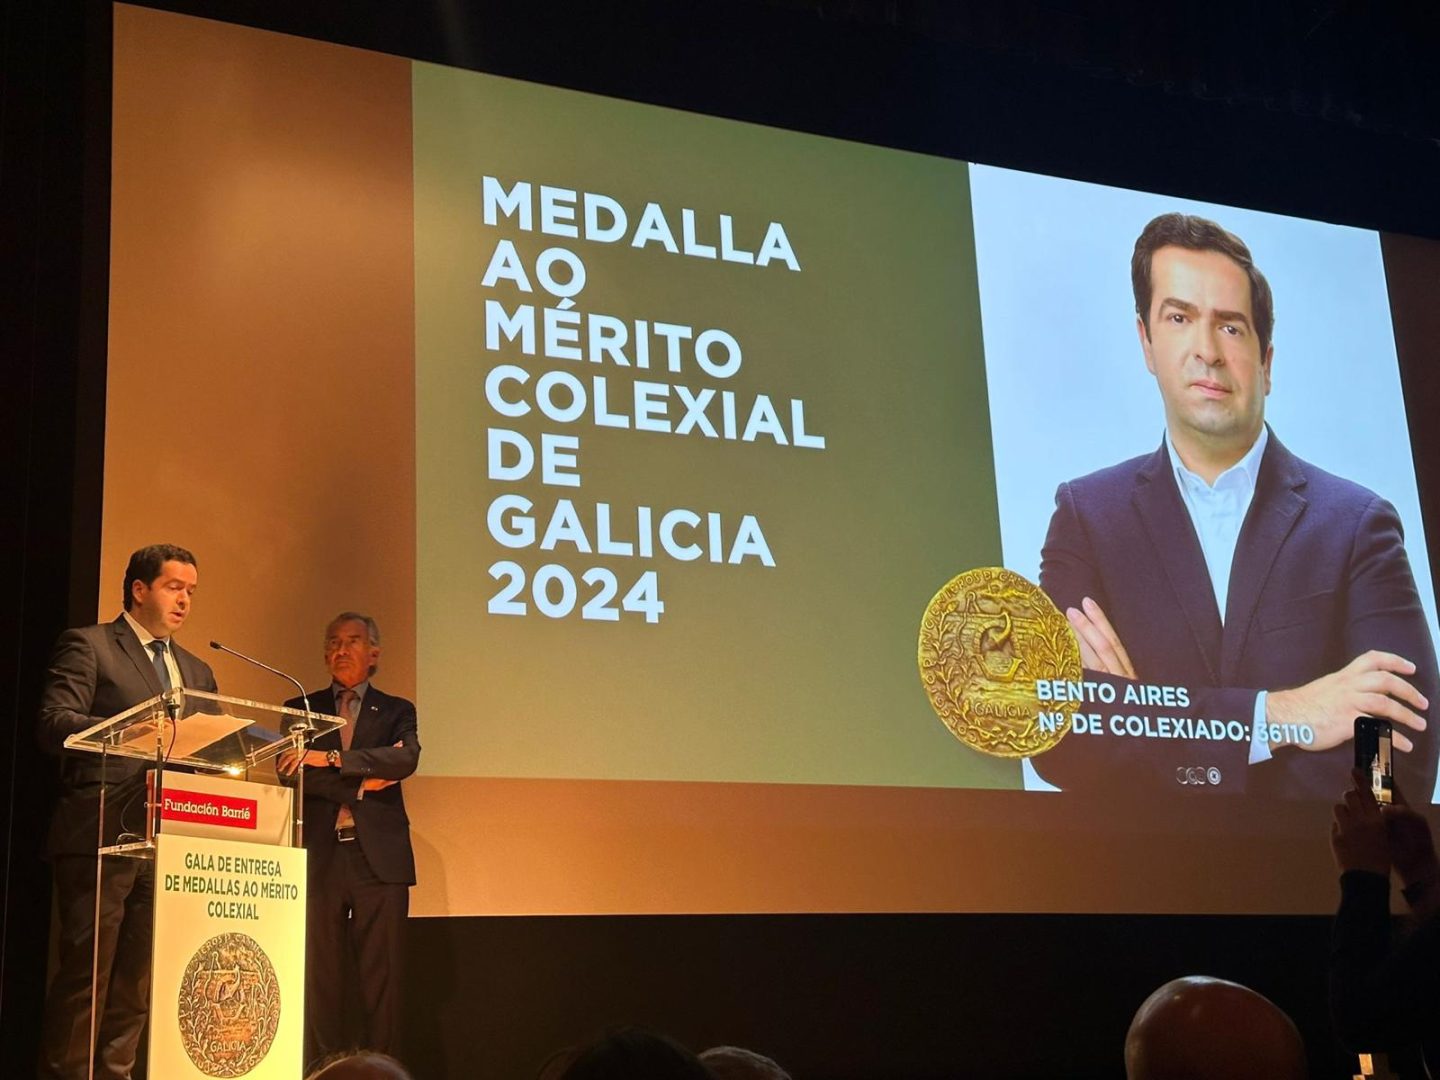 MEDALLA
AO
MÉRITO
COLEXIAL
DE
GALICIA
2024
GALICIA
BENTO AIRES
Nº DE COLEXIADO: 36110
Fundación Barrié
GALA DE ENTREGA
DE MEDALLAS AO MÉRITO
COLEXIAL
GALICIA